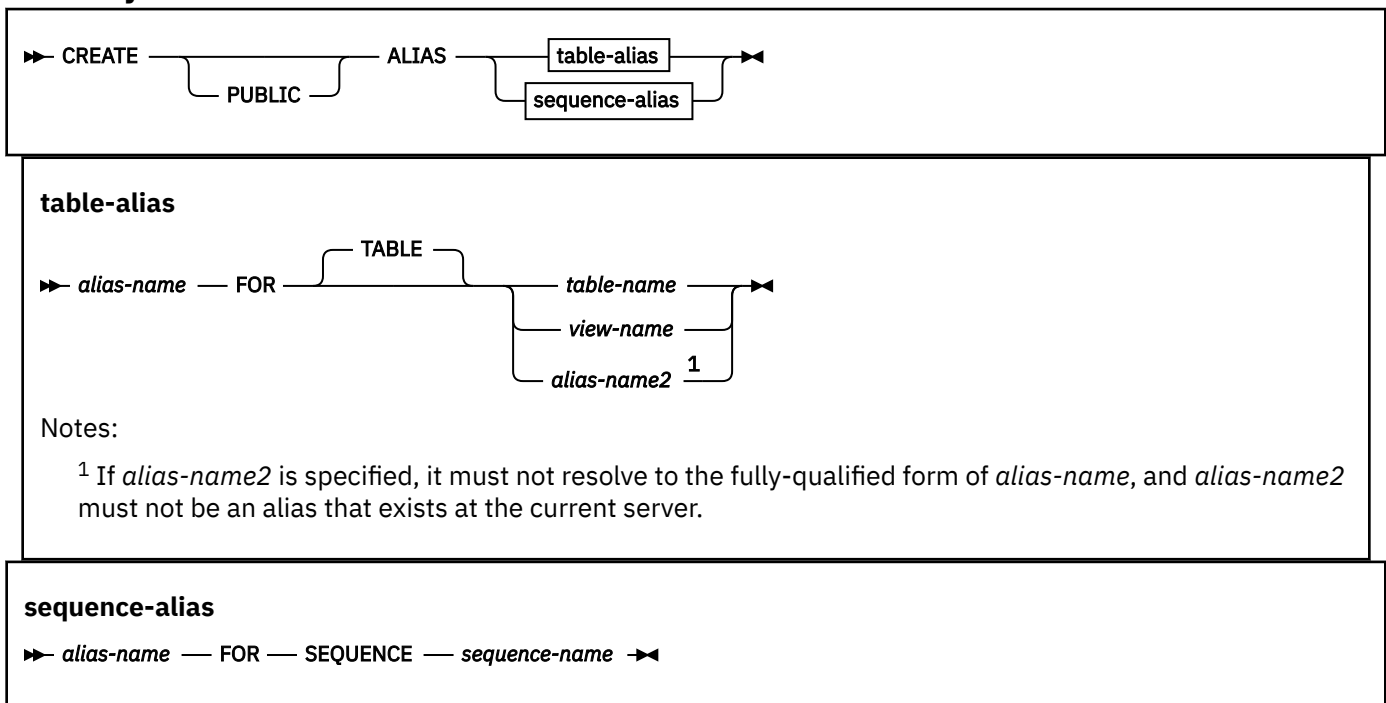 CREATE PUBLIC ALIAS table-alias
sequence-alias
table-alias
alias-name FOR TABLE table-name
view-name
alias-name2 1
Notes:
1 If alias-name2 is specified, it must not resolve to the fully-qualified form of alias-name, and alias-name2
must not be an alias that exists at the current server.
sequence-alias
alias-name FOR SEQUENCE sequence-name